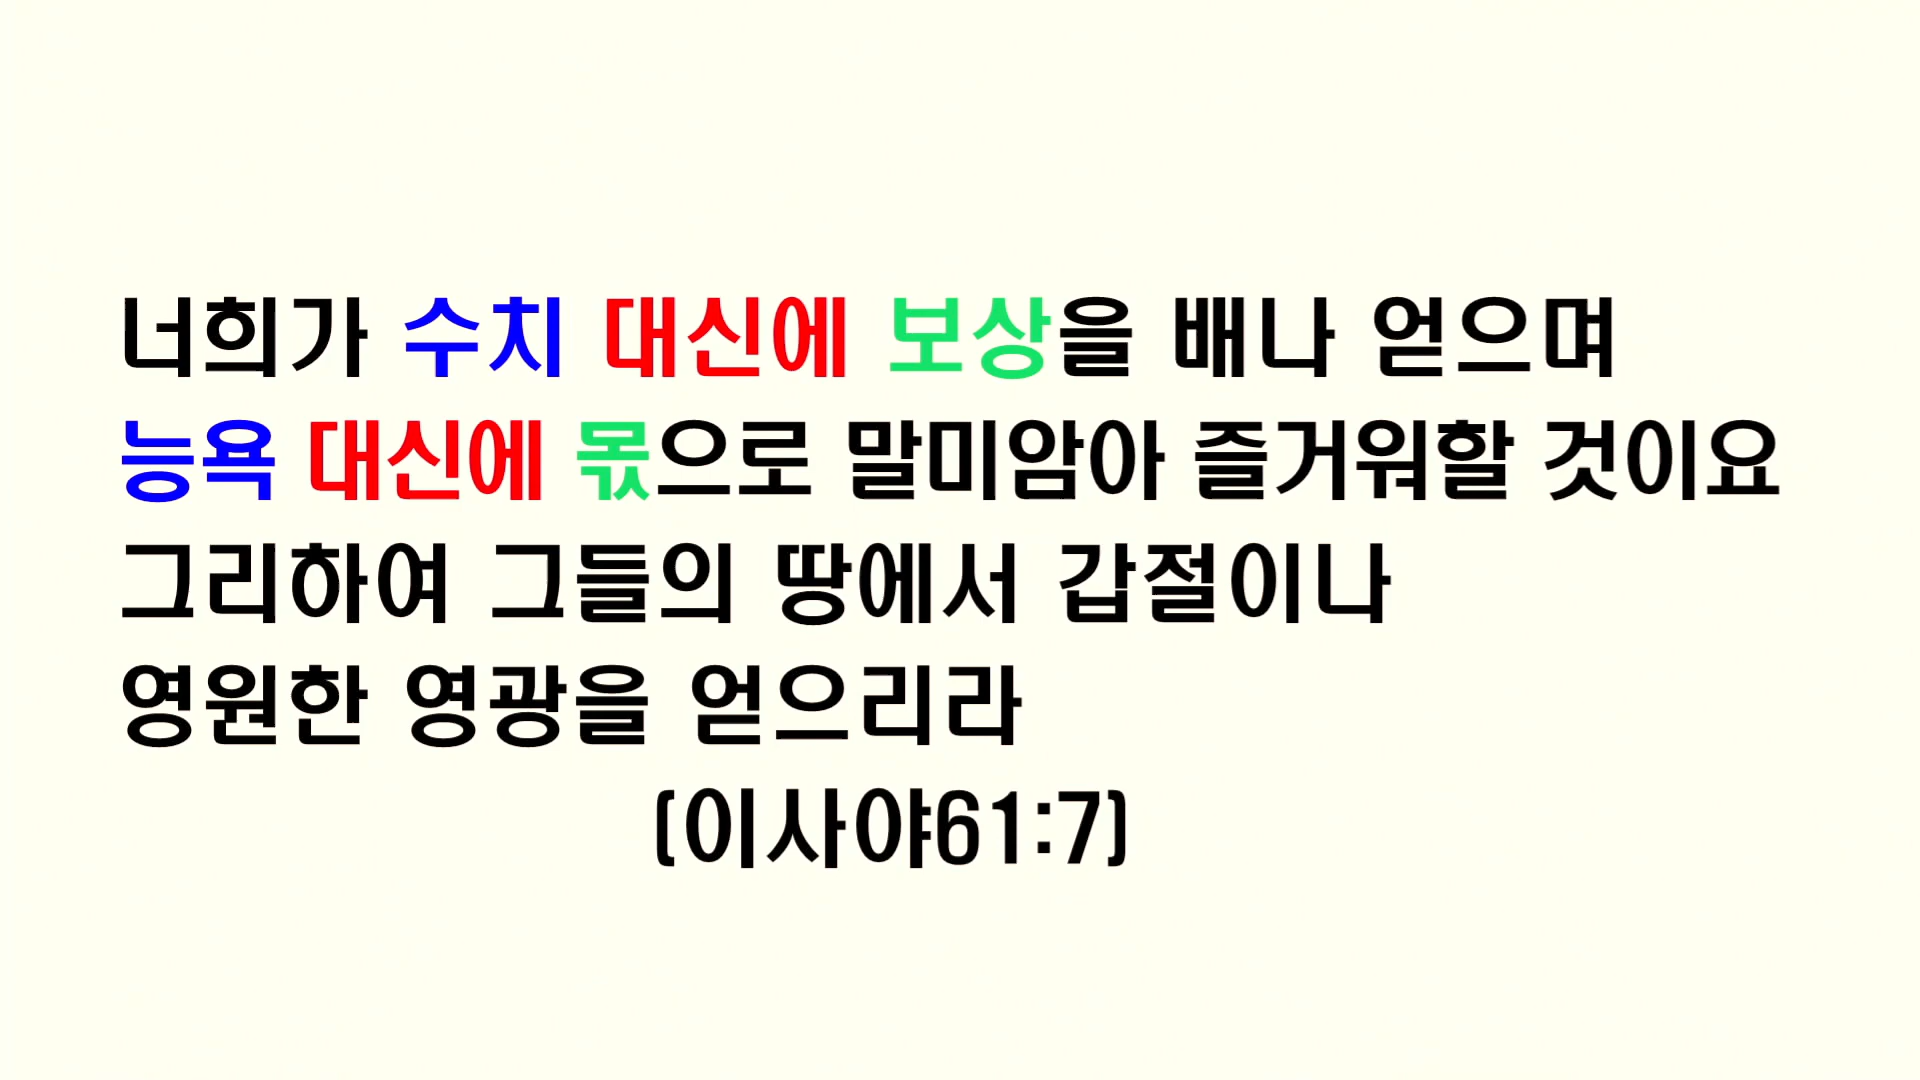 너희가 수치 대신에 보상을 배나 얻으며
능욕 대신에 몫으로 말미암아 즐거워할 것이요
그리하여 그들의 땅에서 갑절이나
영원한 영광을 얻으리라
(이사야61:7)